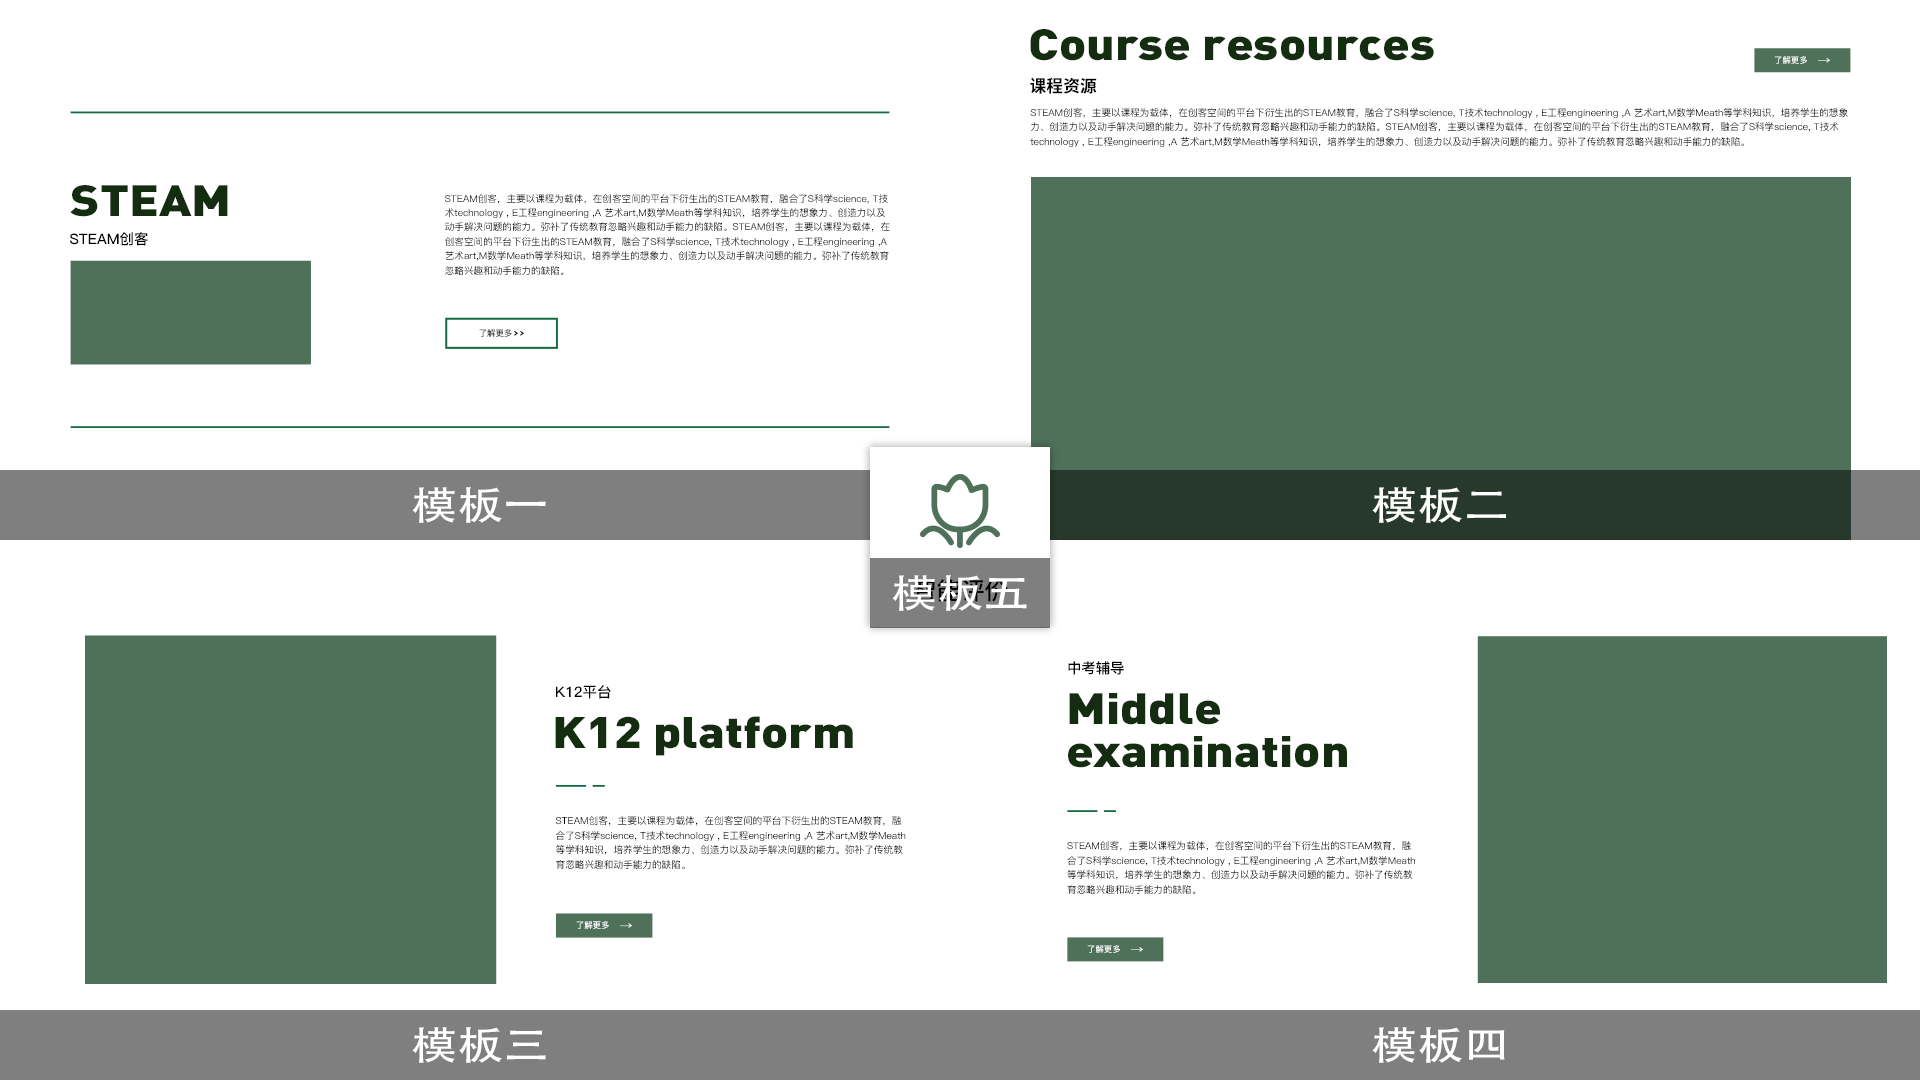 STEAM
STEAM创客
STEAM创客，主要以课程为载体，在创客空间的平台下衍生出的STEAM教育，融合了S科学science, T技
术technology , E工程engineering ,A 艺术art,M数学Meath等学科知识，培养学生的想象力、创造力以及
动手解决问题的能力。弥补了传统教育忽略兴趣和动手能力的缺陷。STEAM创客，主要以课程为载体，在
创客空间的平台下衍生出的STEAM教育，融合了S科学science, T技术technology , E工程engineering ,A
艺术art,M数学Meath等学科知识，培养学生的想象力、创造力以及动手解决问题的能力。弥补了传统教育
忽略兴趣和动手能力的缺陷。
了解更多>>
模板一
Course resources
课程资源
了解更多 →
STEAM创客，主要以课程为载体，在创客空间的平台下衍生出的STEAM教育，融合了S科学science, T技术technology , E工程engineering ,A 艺术art,M数学Meath等学科知识，培养学生的想象
力、创造力以及动手解决问题的能力。弥补了传统教育忽略兴趣和动手能力的缺陷。STEAM创客，主要以课程为载体，在创客空间的平台下衍生出的STEAM教育，融合了S科学science, T技术
technology , E工程engineering ,A 艺术art,M数学Meath等学科知识，培养学生的想象力、创造力以及动手解决问题的能力。弥补了传统教育忽略兴趣和动手能力的缺陷。
模板二
模板五
K12平台
K12 platform
STEAM创客，主要以课程为载体，在创客空间的平台下衍生出的STEAM教育，融
合了S科学science, T技术technology , E工程engineering ,A 艺术art,M数学Meath
等学科知识，培养学生的想象力、创造力以及动手解决问题的能力。弥补了传统教
育忽略兴趣和动手能力的缺陷。
了解更多 →
模板三
中考辅导
Middle
examination
STEAM创客，主要以课程为载体，在创客空间的平台下衍生出的STEAM教育，融
合了S科学science, T技术technology , E工程engineering ,A 艺术art,M数学Meath
等学科知识，培养学生的想象力、创造力以及动手解决问题的能力。弥补了传统教
育忽略兴趣和动手能力的缺陷。
了解更多 →
模板四